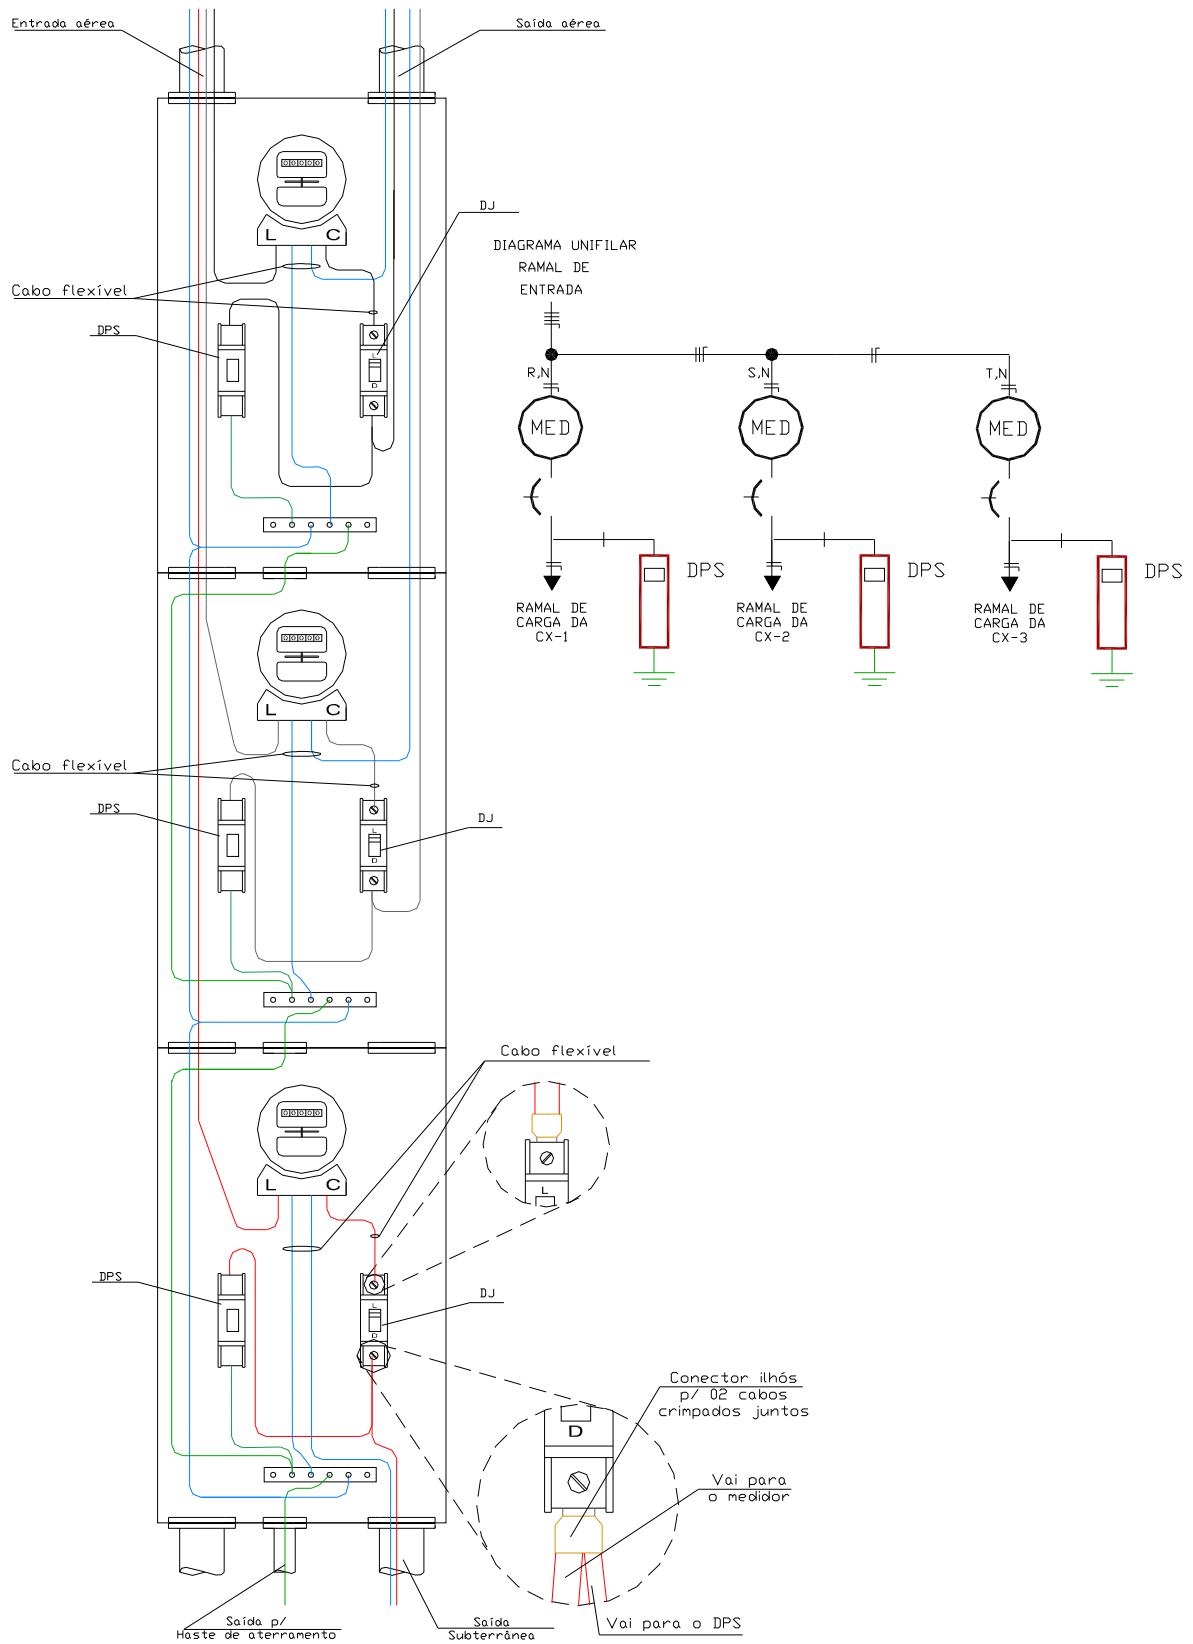 Entrada aérea
Saída aérea
L C
DJ
Cabo flexível
DPS
L
D
DIAGRAMA UNIFILAR
RAMAL DE
ENTRADA
R,N
S,N
T,N
MED
MED
MED
DPS
DPS
DPS
RAMAL DE
CARGA DA
CX-1
RAMAL DE
CARGA DA
CX-2
RAMAL DE
CARGA DA
CX-3
L C
Cabo flexível
DPS
DJ
L
D
Cabo flexível
L C
L
DPS
DJ
L
D
Conector ilhós
p/ 02 cabos
crimpados juntos
D
Vai para
o medidor
Vai para o DPS
Saída p/
Haste de aterramento
Saída
Subterrânea